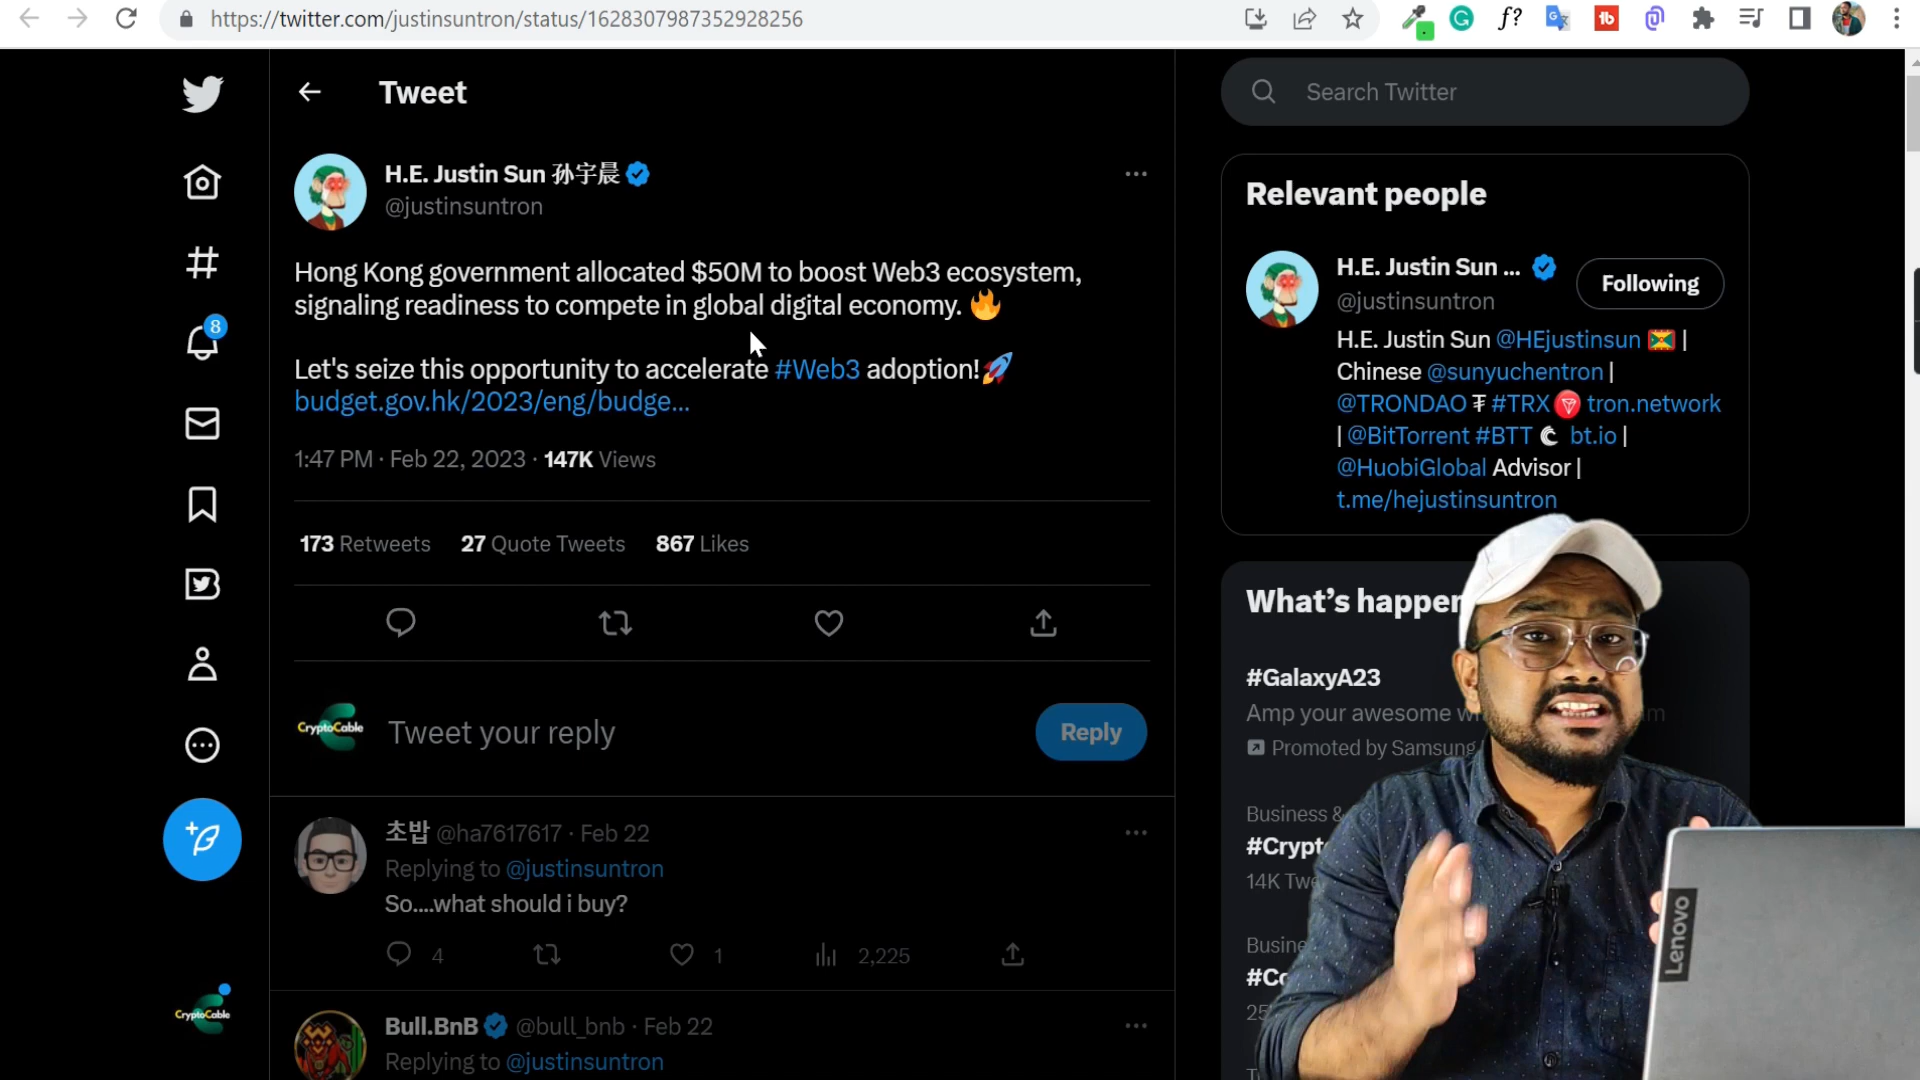 https://twitter.com/justinsuntron/status/1628307987352928256
Tweet
H.E. Justin Sun 孙宇晨
@justinsuntron
Hong Kong government allocated $50M to boost Web3 ecosystem,
signaling readiness to compete in global digital economy. 🔥
Let's seize this opportunity to accelerate #Web3 adoption!🚀
budget.gov.hk/2023/eng/budge...
1:47 PM · Feb 22, 2023 · 147K Views
173 Retweets 27 Quote Tweets 867 Likes
CryptoCable
Tweet your reply
Reply
초밥 @ha7617617 · Feb 22
Replying to @justinsuntron
So....what should i buy?
4 1 2,225
Bull.BnB @bull_bnb · Feb 22
Replying to @justinsuntron
8
CryptoCable
Search Twitter
Relevant people
H.E. Justin Sun ...
@justinsuntron
Following
H.E. Justin Sun @HEjustinsun 🇬🇩 |
Chinese @sunyuchentron |
@TRONDAO ₮ #TRX tron.network
| @BitTorrent #BTT bt.io |
@HuobiGlobal Advisor |
t.me/hejustinsuntron
What's happen
#GalaxyA23
Amp your awesome
Promoted by Samsung
Business &
#Crypt
14K Twe
Busine
#Co
25
Lenovo